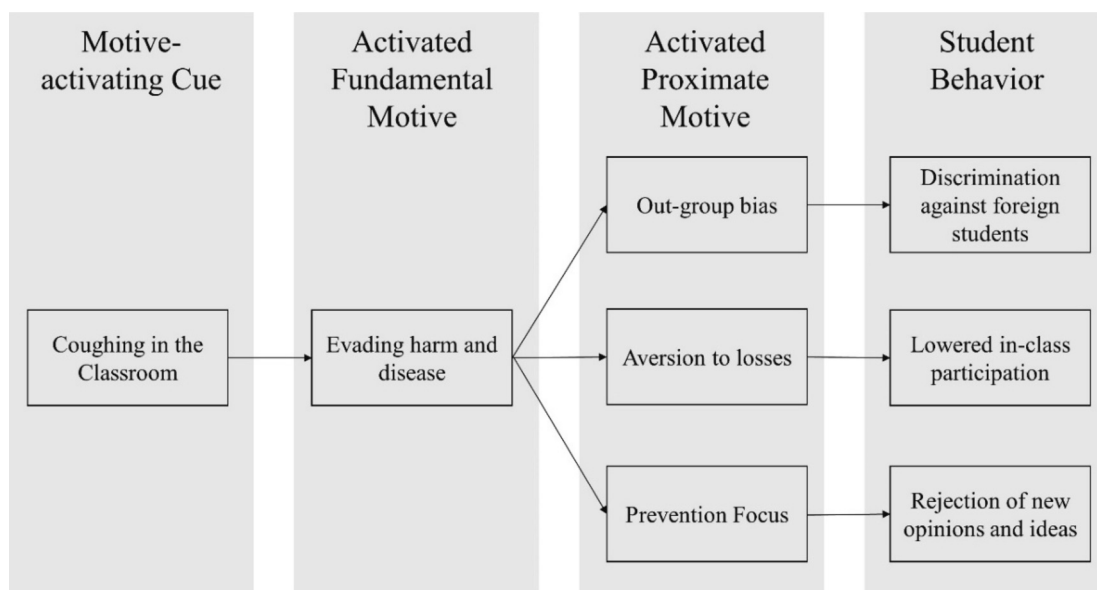 Motive-
activating Cue
Activated
Fundamental
Motive
Activated
Proximate
Motive
Student
Behavior
Coughing in the
Classroom
Evading harm and
disease
Out-group bias
Aversion to losses
Prevention Focus
Discrimination
against foreign
students
Lowered in-class
participation
Rejection of new
opinions and ideas